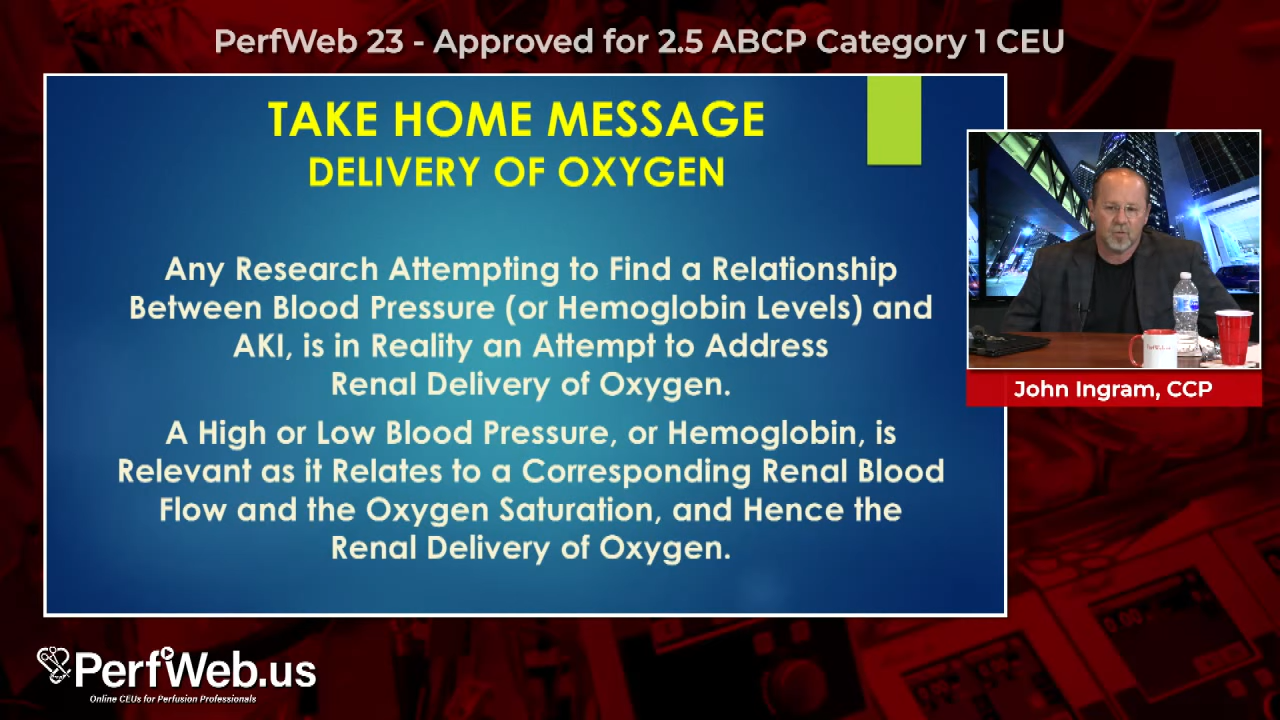 PerfWeb 23 - Approved for 2.5 ABCP Category 1 CEU
TAKE HOME MESSAGE
DELIVERY OF OXYGEN
Any Research Attempting to Find a Relationship
Between Blood Pressure (or Hemoglobin Levels) and
AKI, is in Reality an Attempt to Address
Renal Delivery of Oxygen.
A High or Low Blood Pressure, or Hemoglobin, is
Relevant as it Relates to a Corresponding Renal Blood
Flow and the Oxygen Saturation, and Hence the
Renal Delivery of Oxygen.
John Ingram, CCP
PerfWeb.us
Online CEUs for Perfusion Professionals